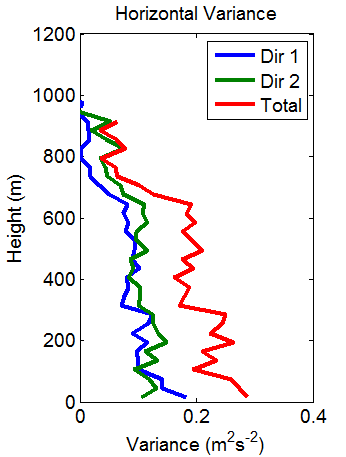 Horizontal Variance
1200
1000
800
600
400
200
0
Height (m)
Dir 1
Dir 2
Total
0
0.2
0.4
Variance (m²s⁻²)